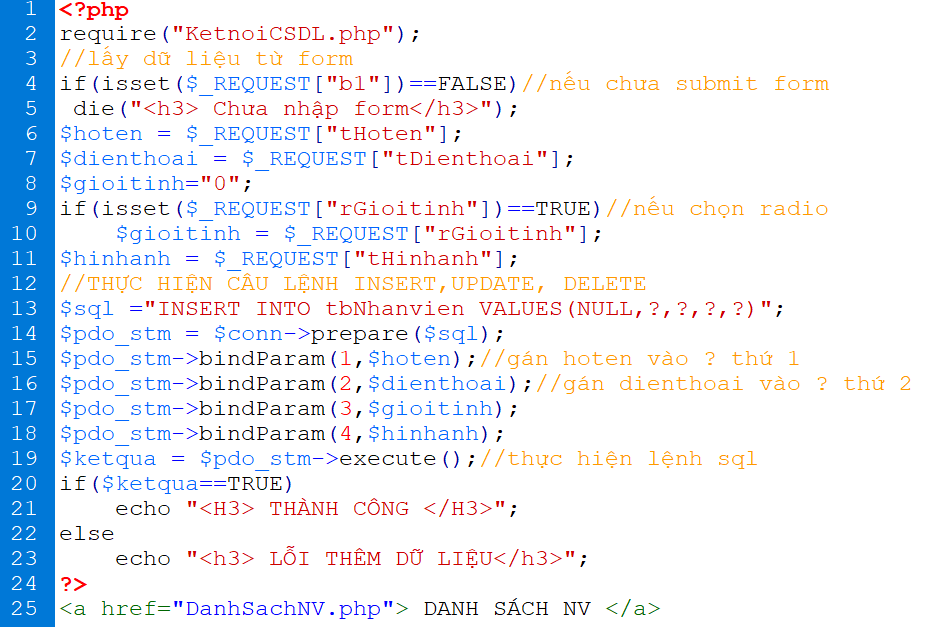 1 <?php
2 require("KetnoiCSDL.php");
3 //lấy dữ liệu từ form
4 if(isset($_REQUEST["b1"])==FALSE)//nếu chưa submit form
5  die("<h3> Chưa nhập form</h3>");
6 $hoten = $_REQUEST["tHoten"];
7 $dienthoai = $_REQUEST["tDienthoai"];
8 $gioitinh="0";
9 if(isset($_REQUEST["rGioitinh"])==TRUE)//nếu chọn radio
10     $gioitinh = $_REQUEST["rGioitinh"];
11 $hinhanh = $_REQUEST["tHinhanh"];
12 //THỰC HIỆN CÂU LỆNH INSERT,UPDATE, DELETE
13 $sql ="INSERT INTO tbNhanvien VALUES(NULL,?,?,?,?)";
14 $pdo_stm = $conn->prepare($sql);
15 $pdo_stm->bindParam(1,$hoten);//gán hoten vào ? thứ 1
16 $pdo_stm->bindParam(2,$dienthoai);//gán dienthoai vào ? thứ 2
17 $pdo_stm->bindParam(3,$gioitinh);
18 $pdo_stm->bindParam(4,$hinhanh);
19 $ketqua = $pdo_stm->execute();//thực hiện lệnh sql
20 if($ketqua==TRUE)
21     echo "<H3> THÀNH CÔNG </H3>";
22 else
23     echo "<h3> LỖI THÊM DỮ LIỆU</h3>";
24 ?>
25 <a href="DanhSachNV.php"> DANH SÁCH NV </a>